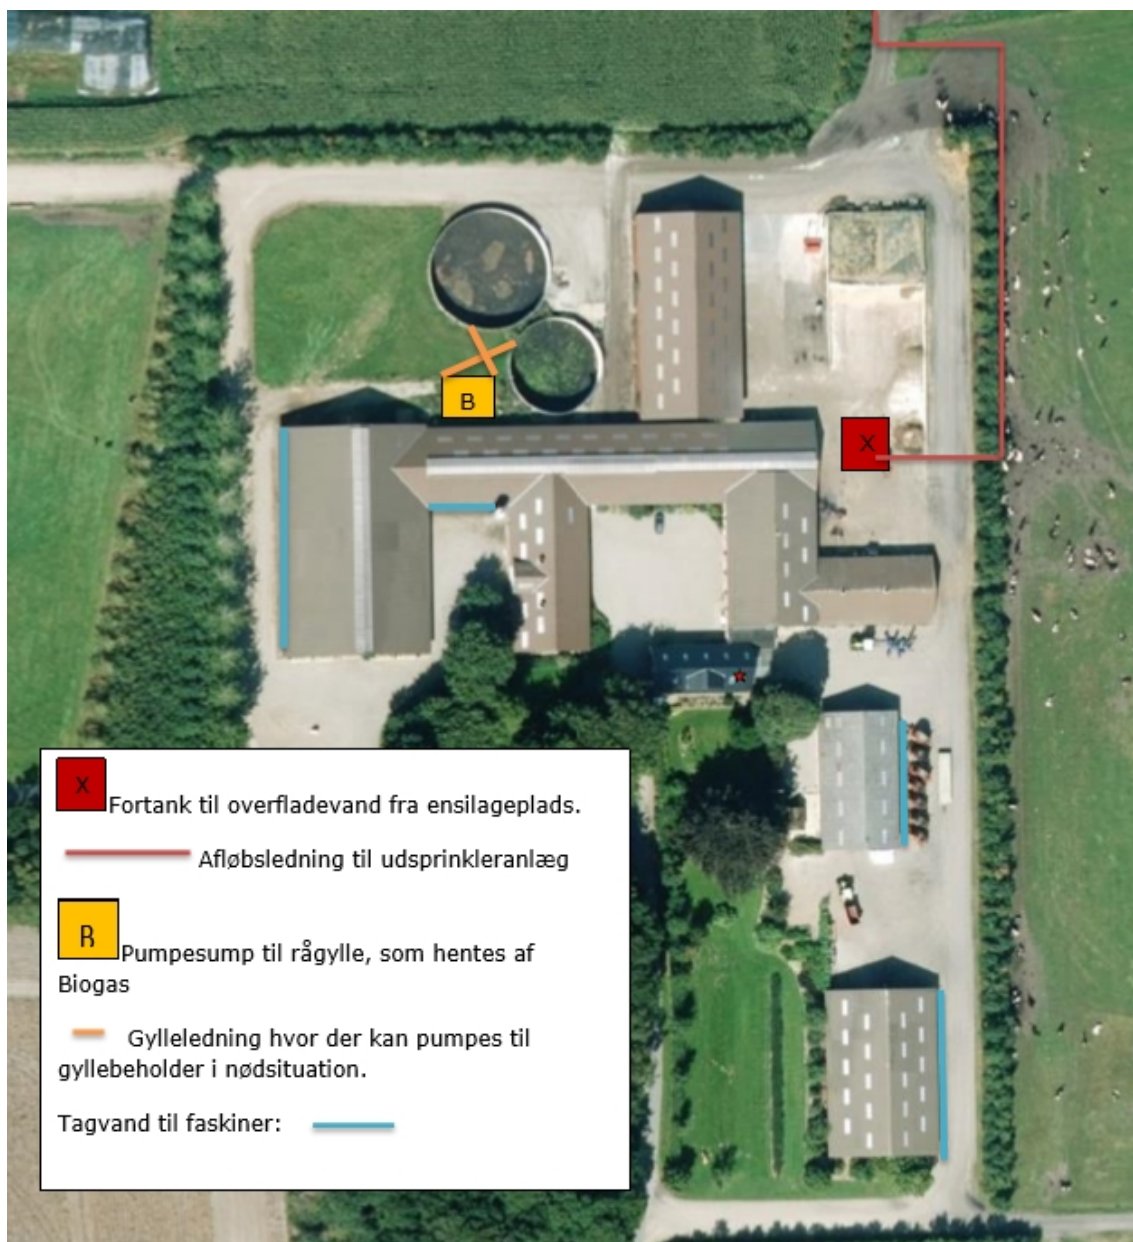 B
X
X
Fortank til overfladevand fra ensilageplads.
Afløbsledning til udsprinkleranlæg
B
Pumpesump til rågylle, som hentes af
Biogas
Gylleledning hvor der kan pumpes til
gyllebeholder i nødsituation.
Tagvand til faskiner: